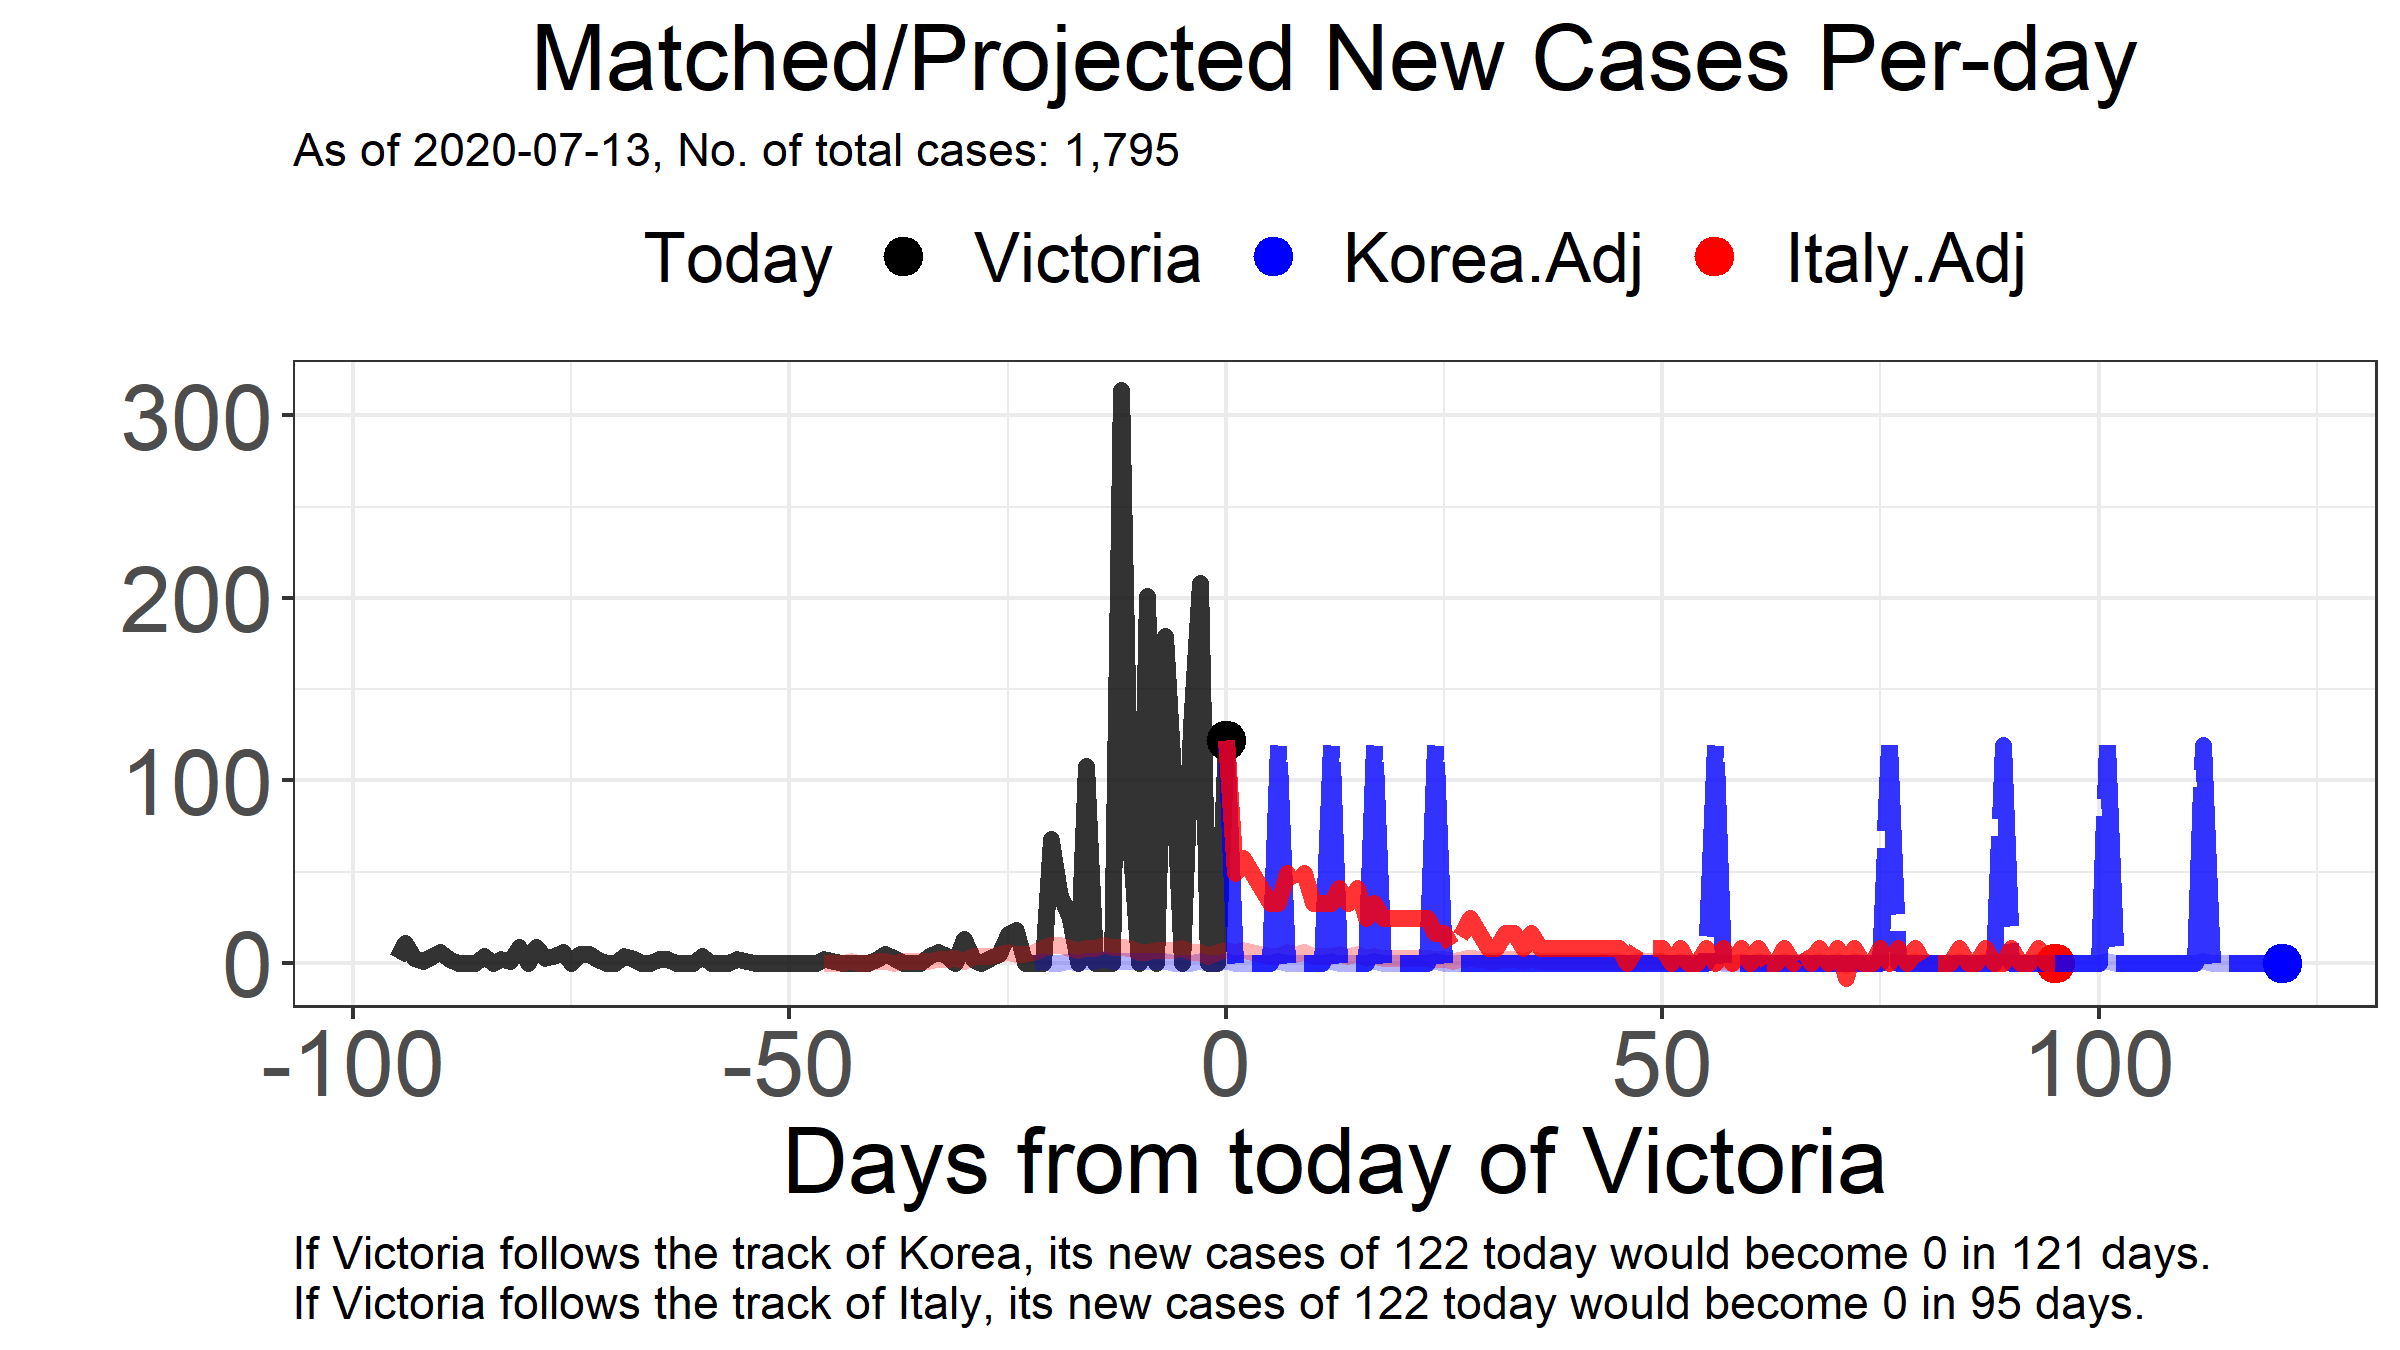 Matched/Projected New Cases Per-day
As of 2020-07-13, No. of total cases: 1,795
Today Victoria Korea.Adj Italy.Adj
300
200
100
0
-100 -50 0 50 100
Days from today of Victoria
If Victoria follows the track of Korea, its new cases of 122 today would become 0 in 121 days.
If Victoria follows the track of Italy, its new cases of 122 today would become 0 in 95 days.